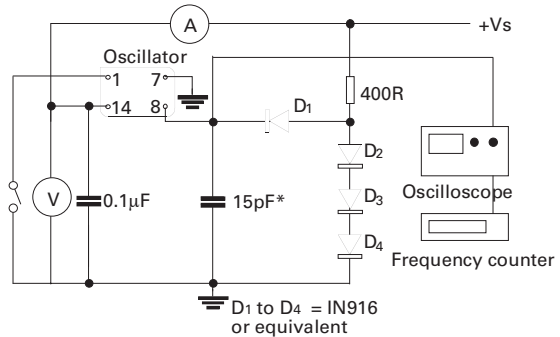 A
+Vs
Oscillator
1 7
14 8
400R
D1
D2
D3
D4
V
0.1µF
15pF*
Oscilloscope
Frequency counter
D1 to D4 = IN916
or equivalent